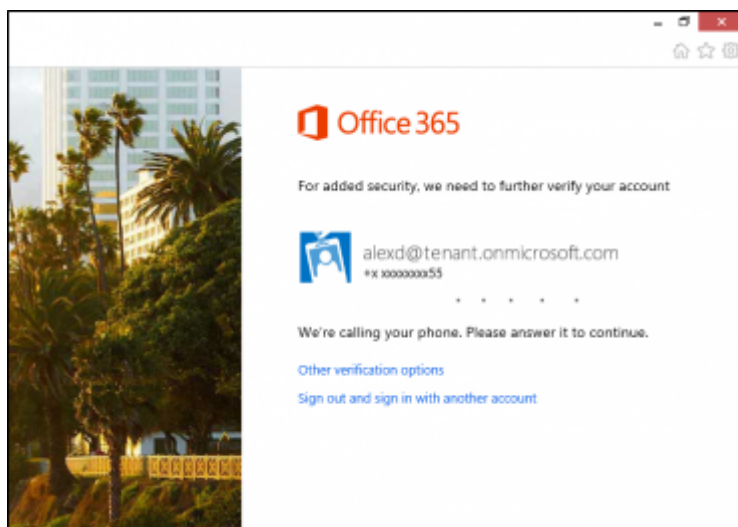 Office 365
For added security, we need to further verify your account
alexd@tenant.onmicrosoft.com
+x xxxxxxxx55
We're calling your phone. Please answer it to continue.
Other verification options
Sign out and sign in with another account